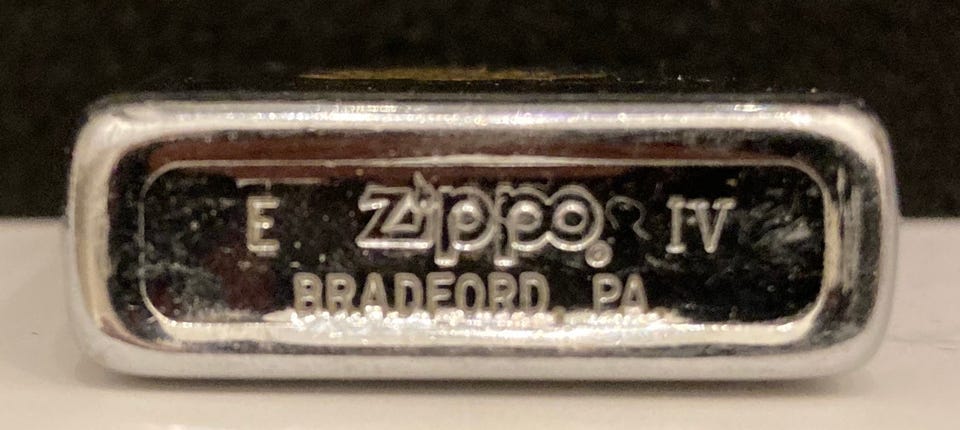 E Zippo® IV
BRADFORD, PA.